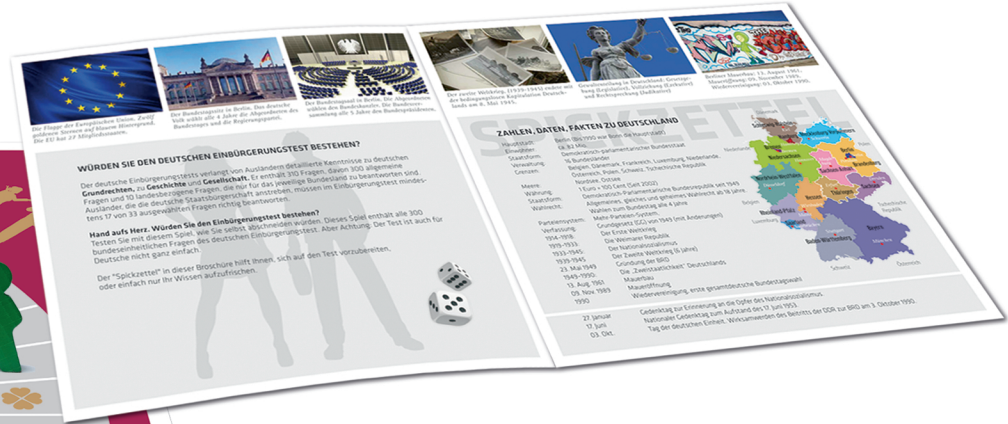 Die Flagge der Europäischen Union. Zwölf
goldenen Sternen auf blauem Hintergrund.
Die EU hat 27 Mitgliedsstaaten.
Der Bundestagssitz in Berlin. Das deutsche
Volk wählt alle 4 Jahre die Abgeordneten des
Bundestages und die Regierungspartei.
Der Bundestagsaal in Berlin. Die Abgeordneten
wählen den Bundeskanzler. Die Bundesver-
sammlung alle 5 Jahre den Bundespräsidenten.
WÜRDEN SIE DEN DEUTSCHEN EINBÜRGERUNGSTEST BESTEHEN?
Der deutsche Einbürgerungstests verlangt von Ausländern detaillierte Kenntnisse zu deutschen
Grundrechten, zu Geschichte und Gesellschaft. Er enthält 310 Fragen, davon 300 allgemeine
Fragen und 10 landesbezogene Fragen, die nur für das jeweilige Bundesland zu beantworten sind.
Ausländer, die die deutsche Staatsbürgerschaft anstreben, müssen im Einbürgerungstest mindes-
tens 17 von 33 ausgewählten Fragen richtig beantworten.
Hand aufs Herz. Würden Sie den Einbürgerungstest bestehen?
Testen Sie mit diesem Spiel, wie Sie selbst abschneiden würden. Dieses Spiel enthält alle 300
bundeseinheitlichen Fragen des deutschen Einbürgerungstest. Aber Achtung: Der Test ist auch für
Deutsche nicht ganz einfach.
Der "Spickzettel" in dieser Broschüre hilft Ihnen, sich auf den Test vorzubereiten,
oder einfach nur Ihr Wissen aufzufrischen.
Der zweite Weltkrieg, (1939-1945) endete mit
der bedingungslosen Kapitulation Deutsch-
lands am 8. Mai 1945.
Gewaltenteilung in Deutschland: Gesetzge-
bung (Legislative), Vollziehung (Exekutive)
und Rechtsprechung (Judikative)
Berliner Mauerbau: 13. August 1961.
Maueröffnung: 09. November 1989.
Wiedervereinigung: 03. Oktober 1990.
SPICKZETTEL
ZAHLEN, DATEN, FAKTEN ZU DEUTSCHLAND
Hauptstadt: Berlin (Bis 1990 war Bonn die Hauptstadt)
Einwohner: ca. 82 Mio.
Staatsform: Demokratisch-parlamentarischer Bundesstaat
Verwaltung: 16 Bundesländer
Grenzen: Belgien, Dänemark, Frankreich, Luxemburg, Niederlande,
Österreich, Polen, Schweiz, Tschechische Republik
Meere: Nordsee, Ostsee
Währung: 1 Euro = 100 Cent (Seit 2002)
Staatsform: Demokratisch-Parlamentarische Bundesrepublik seit 1949
Wahlrecht: Allgemeines, gleiches und geheimes Wahlrecht ab 18 Jahre
Wahlen zum Bundestag alle 4 Jahre
Parteiensystem: Mehr-Parteien-System
Verfassung: Grundgesetz (GG) von 1949 (mit Änderungen)
1914-1918 Der Erste Weltkrieg
1919-1933 Die Weimarer Republik
1933-1945 Der Nationalsozialismus
1939-1945 Der Zweite Weltkrieg (6 Jahre)
23. Mai 1949 Gründung der BRD
1949-1990 Die „Zweistaatlichkeit" Deutschlands
13. Aug. 1961 Mauerbau
09. Nov. 1989 Maueröffnung
1990 Wiedervereinigung, erste gesamtdeutsche Bundestagswahl
27. Januar Gedenktag zur Erinnerung an die Opfer des Nationalsozialismus
17. Juni Nationaler Gedenktag zum Aufstand des 17. Juni 1953
03. Okt. Tag der deutschen Einheit. Wirksamwerden des Beitritts der DDR zur BRD am 3. Oktober 1990.
Mecklenburg-Vorpommern
Hamburg
Bremen
Niedersachsen
Berlin
Brandenburg
Sachsen-Anhalt
Nordrhein-Westfalen
Hessen
Thüringen
Sachsen
Rheinland-Pfalz
Baden-Württemberg
Bayern
Belgien
Luxemburg
Tschechische
Republik
Schweiz
Österreich